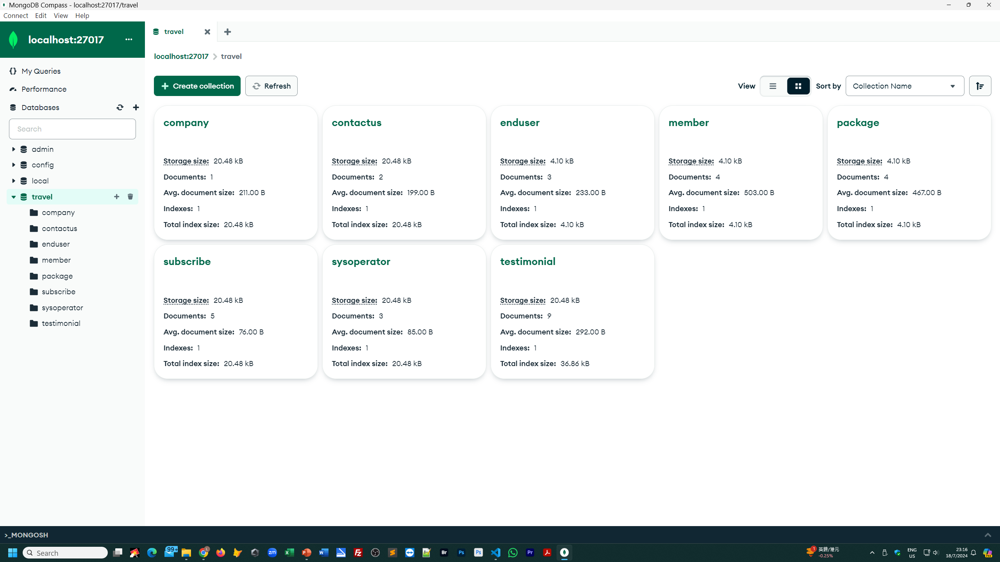 MongoDB Compass - localhost:27017/travel
Connect Edit View Help
localhost:27017
My Queries
Performance
Databases
Search
admin
config
local
travel
company
contactus
enduser
member
package
subscribe
sysoperator
testimonial
travel
localhost:27017 travel
Create collection Refresh View Sort by Collection Name
company
Storage size: 20.48 kB
Documents: 1
Avg. document size: 211.00 B
Indexes: 1
Total index size: 20.48 kB
contactus
Storage size: 20.48 kB
Documents: 2
Avg. document size: 199.00 B
Indexes: 1
Total index size: 20.48 kB
enduser
Storage size: 4.10 kB
Documents: 3
Avg. document size: 233.00 B
Indexes: 1
Total index size: 4.10 kB
member
Storage size: 4.10 kB
Documents: 4
Avg. document size: 503.00 B
Indexes: 1
Total index size: 4.10 kB
package
Storage size: 4.10 kB
Documents: 4
Avg. document size: 467.00 B
Indexes: 1
Total index size: 4.10 kB
subscribe
Storage size: 20.48 kB
Documents: 5
Avg. document size: 76.00 B
Indexes: 1
Total index size: 20.48 kB
sysoperator
Storage size: 20.48 kB
Documents: 3
Avg. document size: 85.00 B
Indexes: 1
Total index size: 20.48 kB
testimonial
Storage size: 20.48 kB
Documents: 9
Avg. document size: 292.00 B
Indexes: 1
Total index size: 36.86 kB
>_MONGOSH
Search
99+
L
zm
Br
Ps
Ps
Pr
1
英鎊/港元
-0.25%
ENG
US
23:16
18/7/2024
PRE